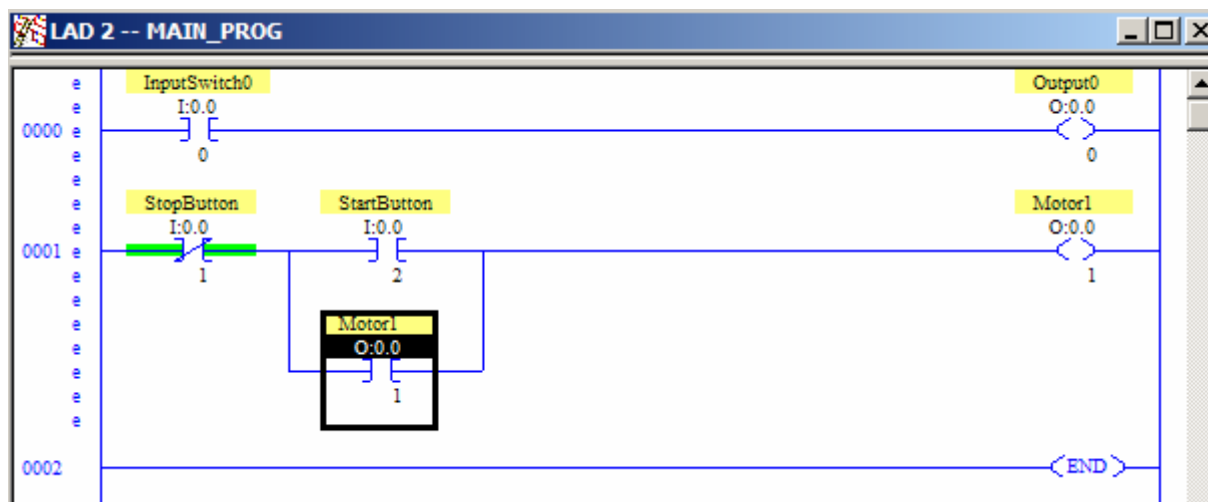 LAD 2 -- MAIN_PROG
e InputSwitch0 Output0
e I:0.0 O:0.0
0000 e
e 0 0
e
e StopButton StartButton Motor1
e I:0.0 I:0.0 O:0.0
0001 e
e 1 2 1
e
e Motor1
e O:0.0
e
e 1
e
0002 END